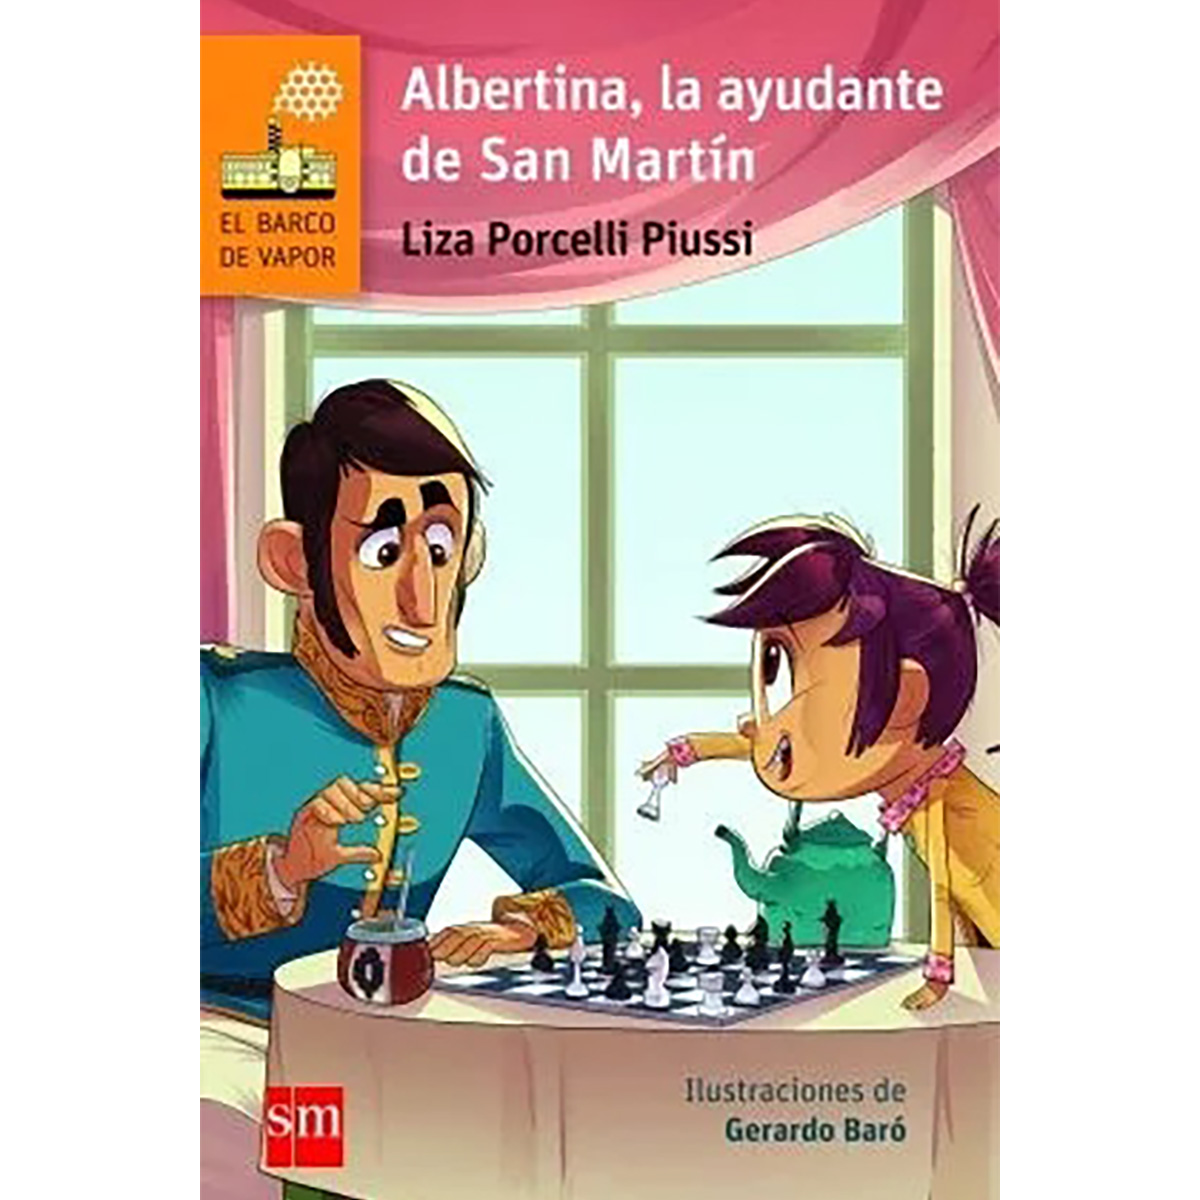 Albertina, la ayudante
de San Martín
Liza Porcelli Piussi
EL BARCO
DE VAPOR
Ilustraciones de
Gerardo Baró
sm